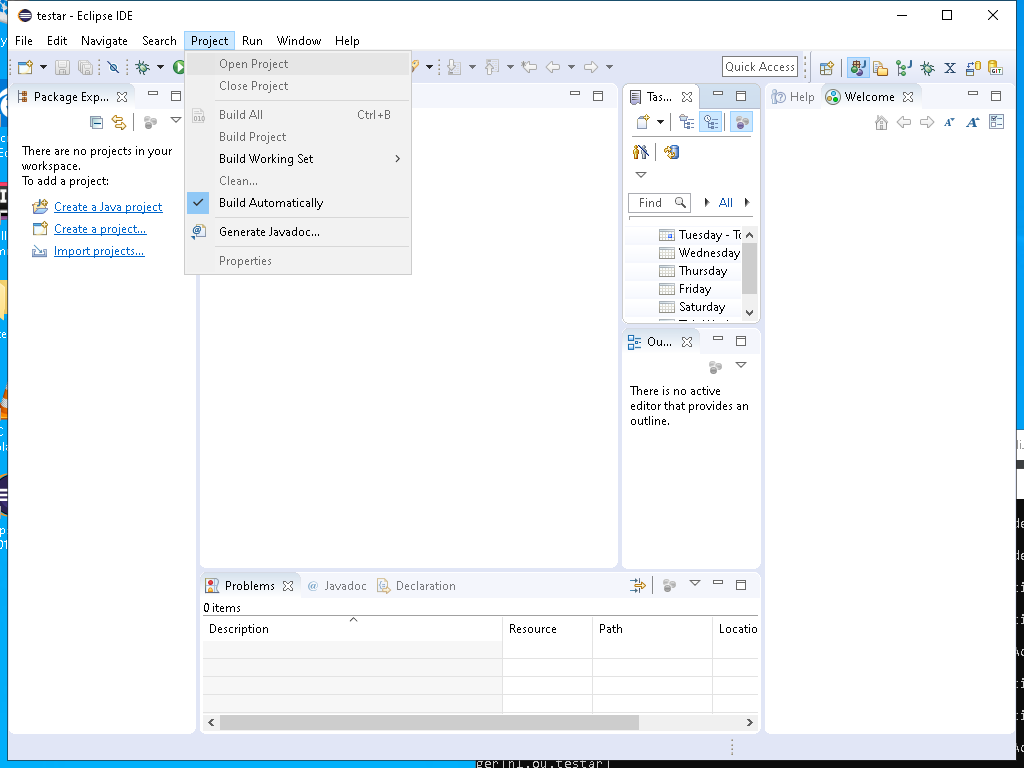 testar - Eclipse IDE
File Edit Navigate Search Project Run Window Help
Quick Access
Open Project
Close Project
Build All Ctrl+B
Build Project
Build Working Set
Clean...
Build Automatically
Generate Javadoc...
Properties
Package Exp...
There are no projects in your
workspace.
To add a project:
Create a Java project
Create a project...
Import projects...
Tas...
Find All
Tuesday - To
Wednesday
Thursday
Friday
Saturday
Ou...
There is no active
editor that provides an
outline.
Help Welcome
Problems @ Javadoc Declaration
0 items
Description Resource Path Locatio